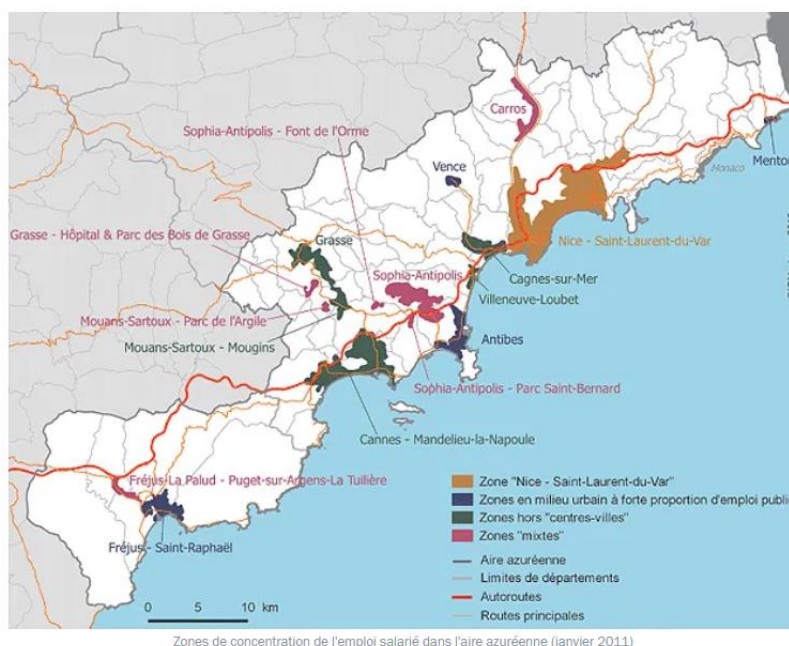 Carros
Sophia-Antipolis - Font de l'Orme
Vence
Monaco
Menton
Grasse - Hôpital & Parc des Bois de Grasse
Grasse
Nice - Saint-Laurent-du-Var
Sophia-Antipolis
Cagnes-sur-Mer
Villeneuve-Loubet
Mouans-Sartoux - Parc de l'Argile
Mouans-Sartoux - Mougins
Antibes
Sophia-Antipolis - Parc Saint-Bernard
Cannes - Mandelieu-la-Napoule
Fréjus-La Palud - Puget-sur-Argens-La Tuilière
Fréjus - Saint-Raphaël
Zone "Nice - Saint-Laurent-du-Var"
Zones en milieu urbain à forte proportion d'emploi public
Zones hors "centres-villes"
Zones "mixtes"
Aire azuréenne
Limites de départements
Autoroutes
Routes principales
0 5 10 km
Zones de concentration de l'emploi salarié dans l'aire azuréenne (janvier 2011)